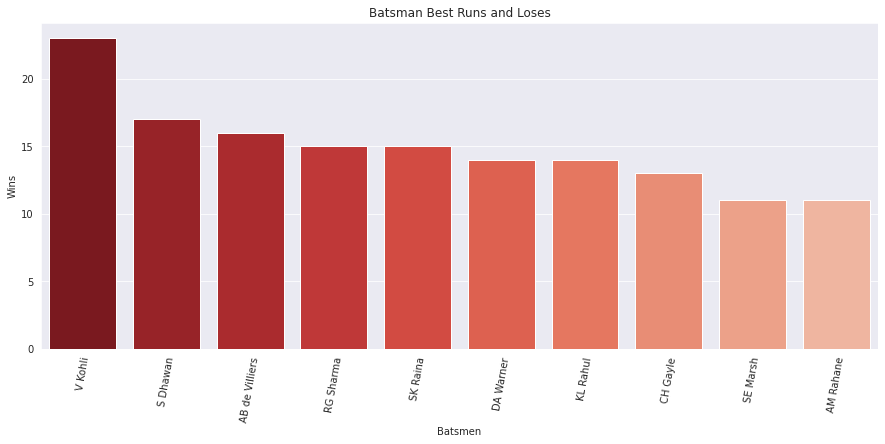 Batsman Best Runs and Loses
Wins
20
15
10
5
0
V Kohli
S Dhawan
AB de Villiers
RG Sharma
SK Raina
DA Warner
KL Rahul
CH Gayle
SE Marsh
AM Rahane
Batsmen